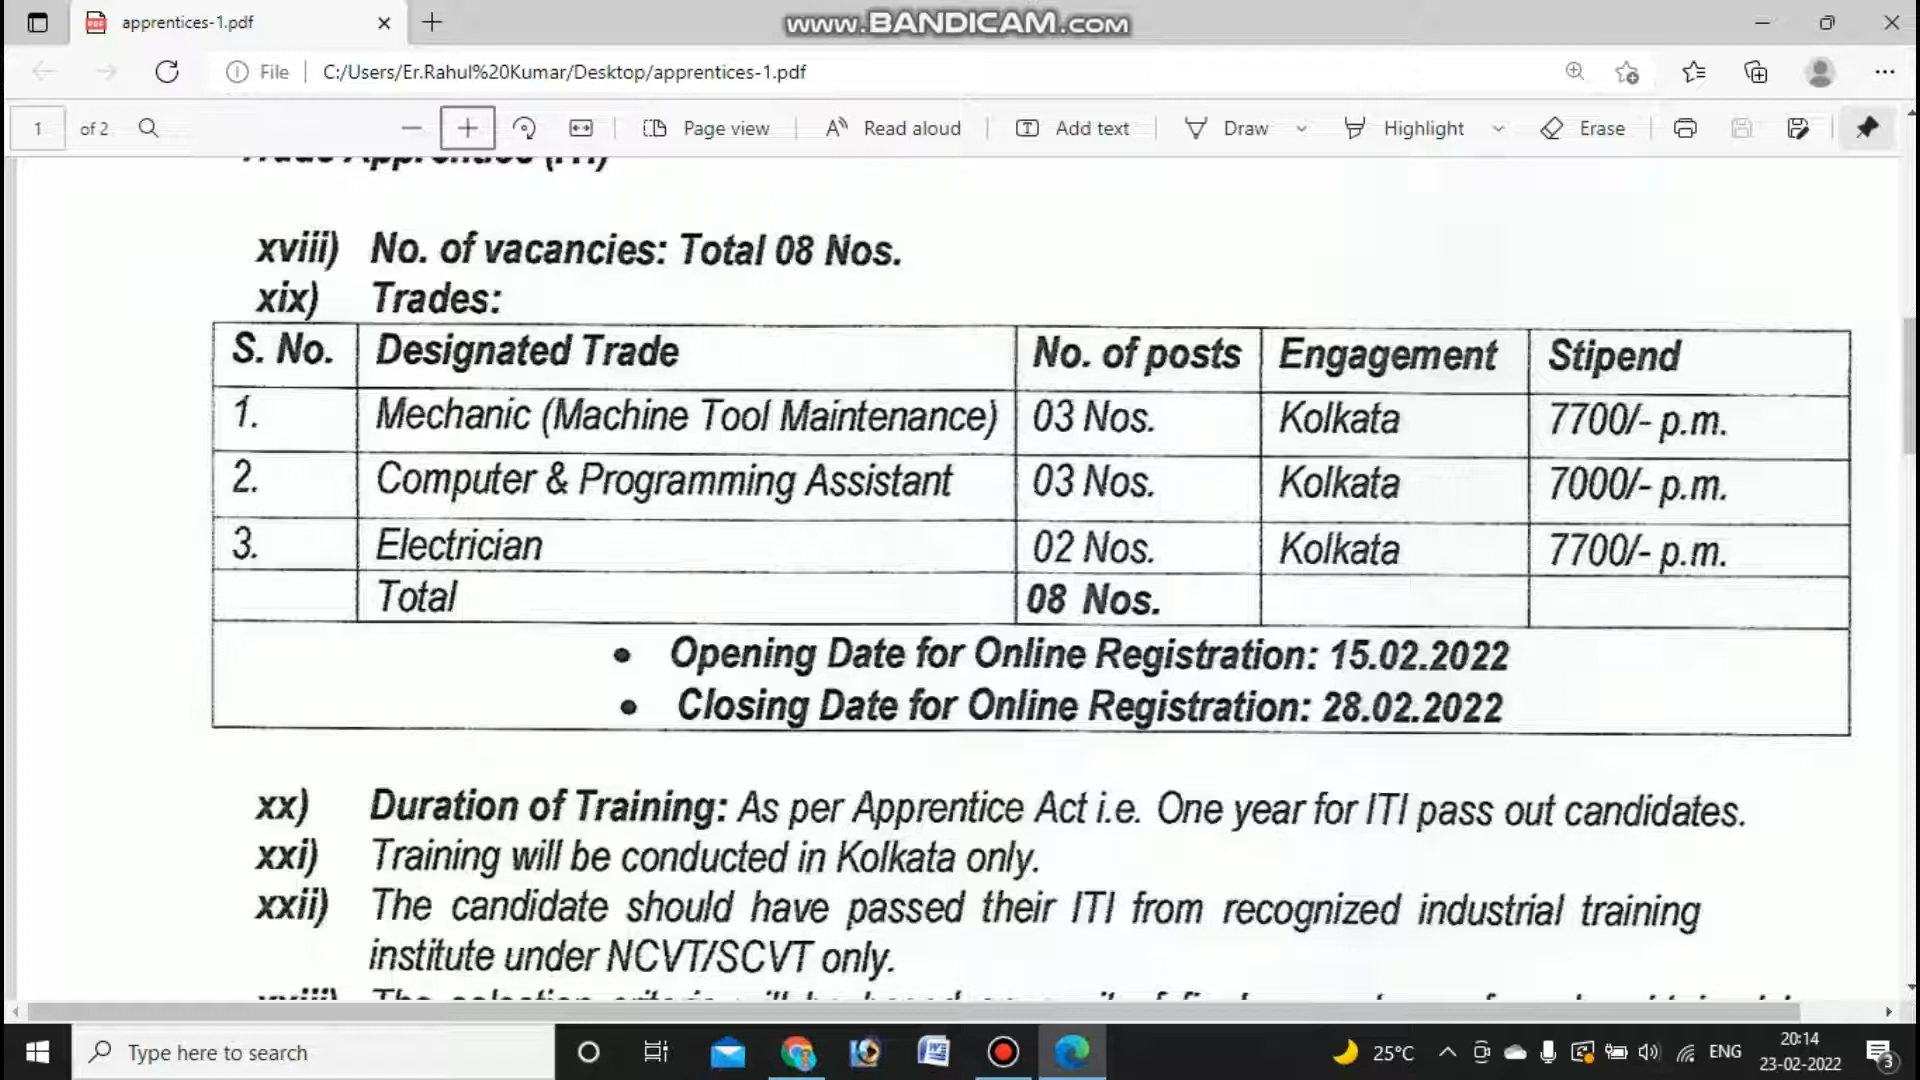 apprentices-1.pdf
www.BANDICAM.com
File
C:/Users/Er.Rahul%20Kumar/Desktop/apprentices-1.pdf
1 of 2
Page view
Read aloud
Add text
Draw
Highlight
Erase
Trade Apprentice (ITI)
xviii) No. of vacancies: Total 08 Nos.
xix) Trades:
S. No. Designated Trade No. of posts Engagement Stipend
1. Mechanic (Machine Tool Maintenance) 03 Nos. Kolkata 7700/- p.m.
2. Computer & Programming Assistant 03 Nos. Kolkata 7000/- p.m.
3. Electrician 02 Nos. Kolkata 7700/- p.m.
Total 08 Nos.
• Opening Date for Online Registration: 15.02.2022
• Closing Date for Online Registration: 28.02.2022
xx) Duration of Training: As per Apprentice Act i.e. One year for ITI pass out candidates.
xxi) Training will be conducted in Kolkata only.
xxii) The candidate should have passed their ITI from recognized industrial training
institute under NCVT/SCVT only.
Type here to search
25°C
ENG
20:14
23-02-2022
3